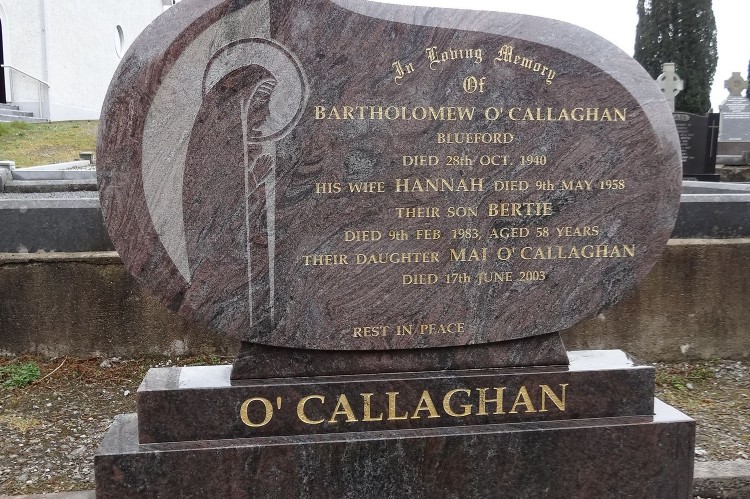 In Loving Memory
Of
BARTHOLOMEW O'CALLAGHAN
BLUEFORD
DIED 28th OCT. 1940
HIS WIFE HANNAH DIED 9th MAY 1958
THEIR SON BERTIE
DIED 9th FEB 1983, AGED 58 YEARS
THEIR DAUGHTER MAI O'CALLAGHAN
DIED 17th JUNE 2003
REST IN PEACE
O'CALLAGHAN